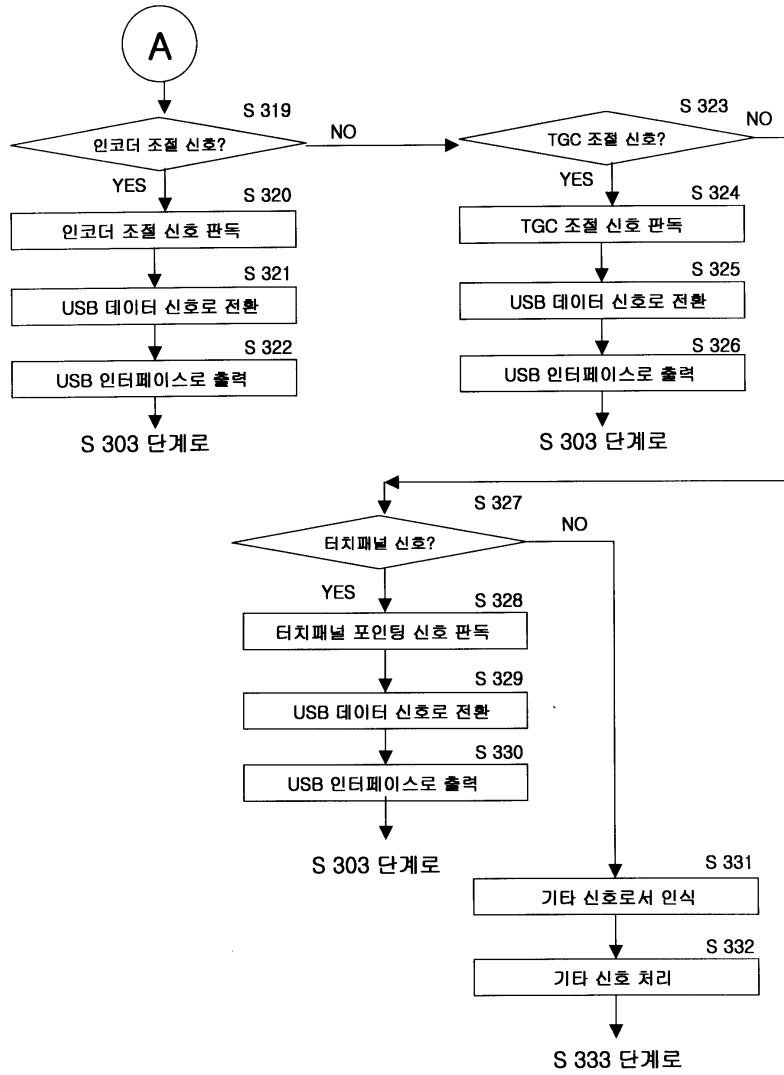 A
S 319
인코더 조절 신호?
NO
YES
S 320
인코더 조절 신호 판독
S 321
USB 데이터 신호로 전환
S 322
USB 인터페이스로 출력
S 303 단계로
S 323
TGC 조절 신호?
NO
YES
S 324
TGC 조절 신호 판독
S 325
USB 데이터 신호로 전환
S 326
USB 인터페이스로 출력
S 303 단계로
S 327
터치패널 신호?
NO
YES
S 328
터치패널 포인팅 신호 판독
S 329
USB 데이터 신호로 전환
S 330
USB 인터페이스로 출력
S 303 단계로
S 331
기타 신호로서 인식
S 332
기타 신호 처리
S 333 단계로